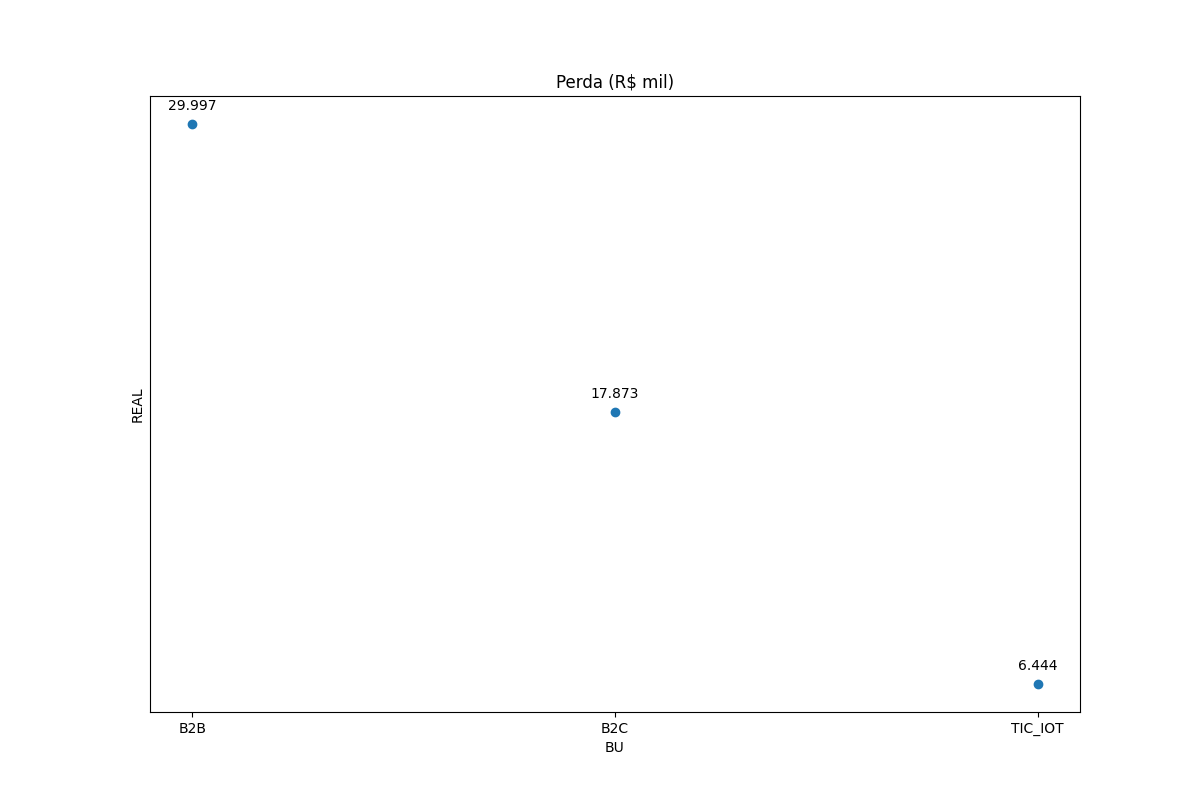 Perda (R$ mil)
29.997
17.873
6.444
REAL
B2B
B2C
TIC_IOT
BU